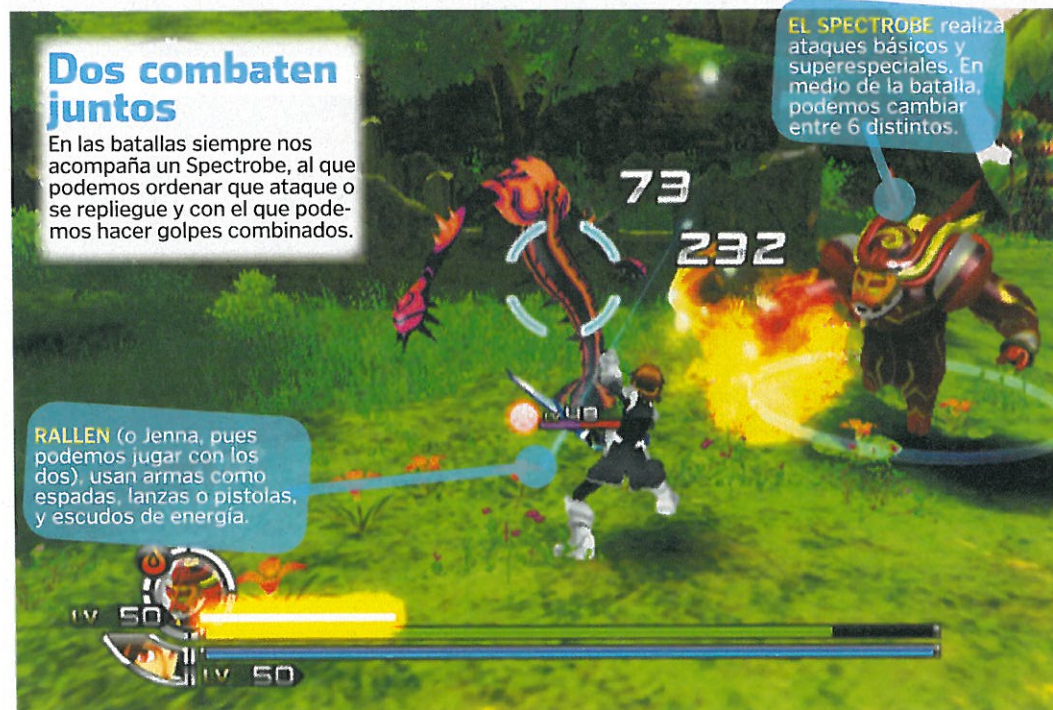 Dos combaten
juntos
En las batallas siempre nos
acompaña un Spectrobe, al que
podemos ordenar que ataque o
se repliegue y con el que pode-
mos hacer golpes combinados.
EL SPECTROBE realiza
ataques básicos y
superespeciales. En
medio de la batalla,
podemos cambiar
entre 6 distintos.
73
232
RALLEN (o Jenna, pues
podemos jugar con los
dos), usan armas como
espadas, lanzas o pistolas,
y escudos de energía.
LV 50
LV 50